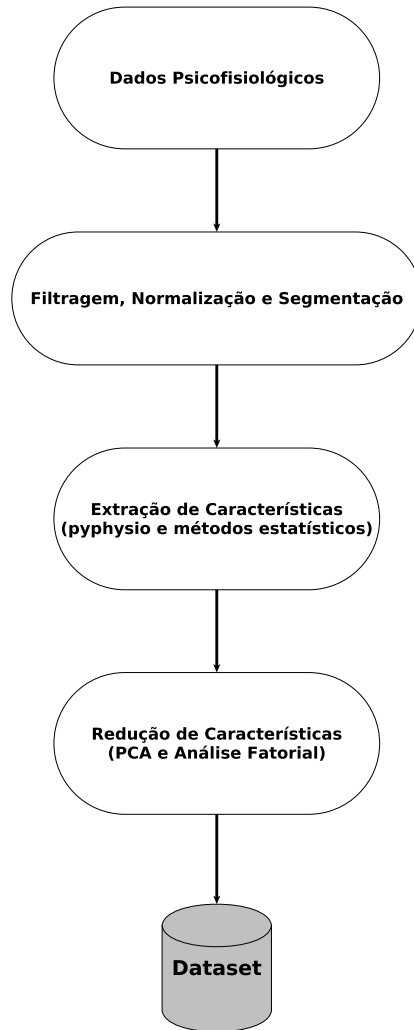 Dados Psicofisiológicos
Filtragem, Normalização e Segmentação
Extração de Características
(pyphysio e métodos estatísticos)
Redução de Características
(PCA e Análise Fatorial)
Dataset